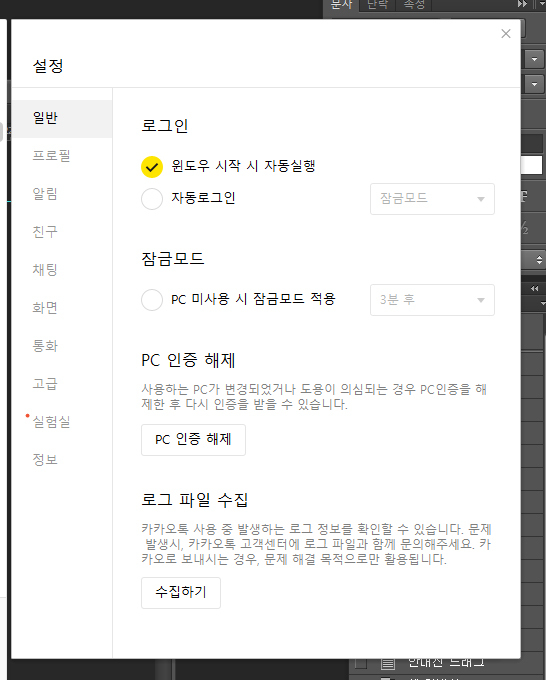 문자
단락
속성
설정
일반
프로필
알림
친구
채팅
화면
통화
고급
실험실
정보
로그인
윈도우 시작 시 자동실행
자동로그인
잠금모드
잠금모드
PC 미사용 시 잠금모드 적용
3분 후
PC 인증 해제
사용하는 PC가 변경되었거나 도용이 의심되는 경우 PC인증을 해
제한 후 다시 인증을 받을 수 있습니다.
PC 인증 해제
로그 파일 수집
카카오톡 사용 중 발생하는 로그 정보를 확인할 수 있습니다. 문제
발생시, 카카오톡 고객센터에 로그 파일과 함께 문의해주세요. 카
카오로 보내시는 경우, 문제 해결 목적으로만 활용됩니다.
수집하기